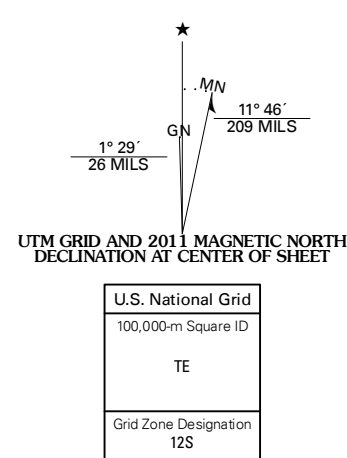 ★
MN
11° 46´
209 MILS
GN
1° 29´
26 MILS
UTM GRID AND 2011 MAGNETIC NORTH
DECLINATION AT CENTER OF SHEET
U.S. National Grid
100,000-m Square ID
TE
Grid Zone Designation
12S